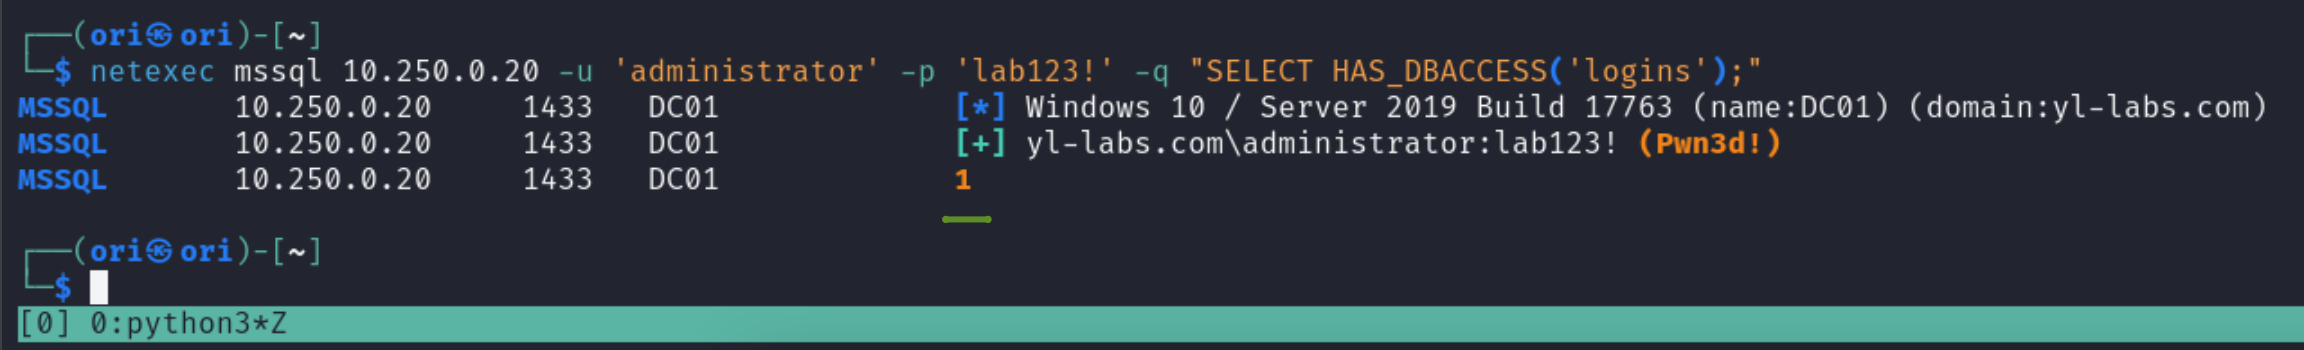 ┌──(ori㉿ori)-[~]
└─$ netexec mssql 10.250.0.20 -u 'administrator' -p 'lab123!' -q "SELECT HAS_DBACCESS('logins');"
MSSQL       10.250.0.20     1433   DC01             [*] Windows 10 / Server 2019 Build 17763 (name:DC01) (domain:yl-labs.com)
MSSQL       10.250.0.20     1433   DC01             [+] yl-labs.com\administrator:lab123! (Pwn3d!)
MSSQL       10.250.0.20     1433   DC01             1
┌──(ori㉿ori)-[~]
└─$
[0] 0:python3*Z